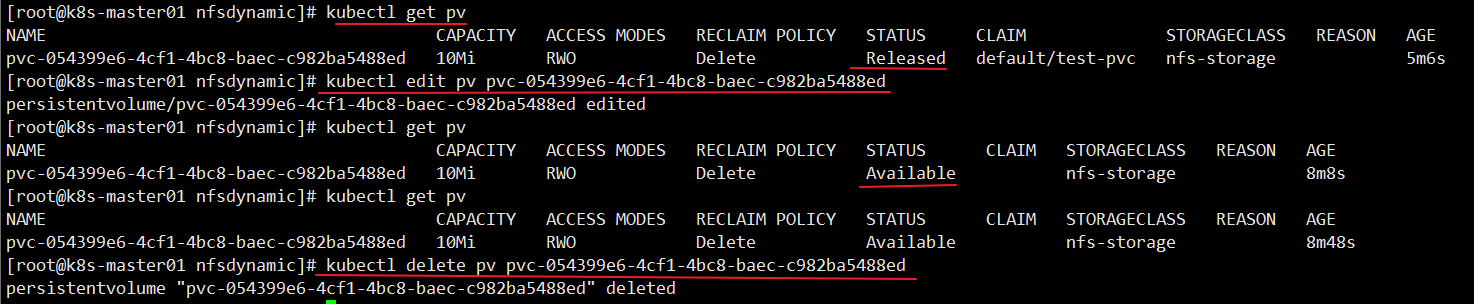 [root@k8s-master01 nfsdynamic]# kubectl get pv
NAME CAPACITY ACCESS MODES RECLAIM POLICY STATUS CLAIM STORAGECLASS REASON AGE
pvc-054399e6-4cf1-4bc8-baec-c982ba5488ed 10Mi RWO Delete Released default/test-pvc nfs-storage 5m6s
[root@k8s-master01 nfsdynamic]# kubectl edit pv pvc-054399e6-4cf1-4bc8-baec-c982ba5488ed
persistentvolume/pvc-054399e6-4cf1-4bc8-baec-c982ba5488ed edited
[root@k8s-master01 nfsdynamic]# kubectl get pv
NAME CAPACITY ACCESS MODES RECLAIM POLICY STATUS CLAIM STORAGECLASS REASON AGE
pvc-054399e6-4cf1-4bc8-baec-c982ba5488ed 10Mi RWO Delete Available nfs-storage 8m8s
[root@k8s-master01 nfsdynamic]# kubectl get pv
NAME CAPACITY ACCESS MODES RECLAIM POLICY STATUS CLAIM STORAGECLASS REASON AGE
pvc-054399e6-4cf1-4bc8-baec-c982ba5488ed 10Mi RWO Delete Available nfs-storage 8m48s
[root@k8s-master01 nfsdynamic]# kubectl delete pv pvc-054399e6-4cf1-4bc8-baec-c982ba5488ed
persistentvolume "pvc-054399e6-4cf1-4bc8-baec-c982ba5488ed" deleted